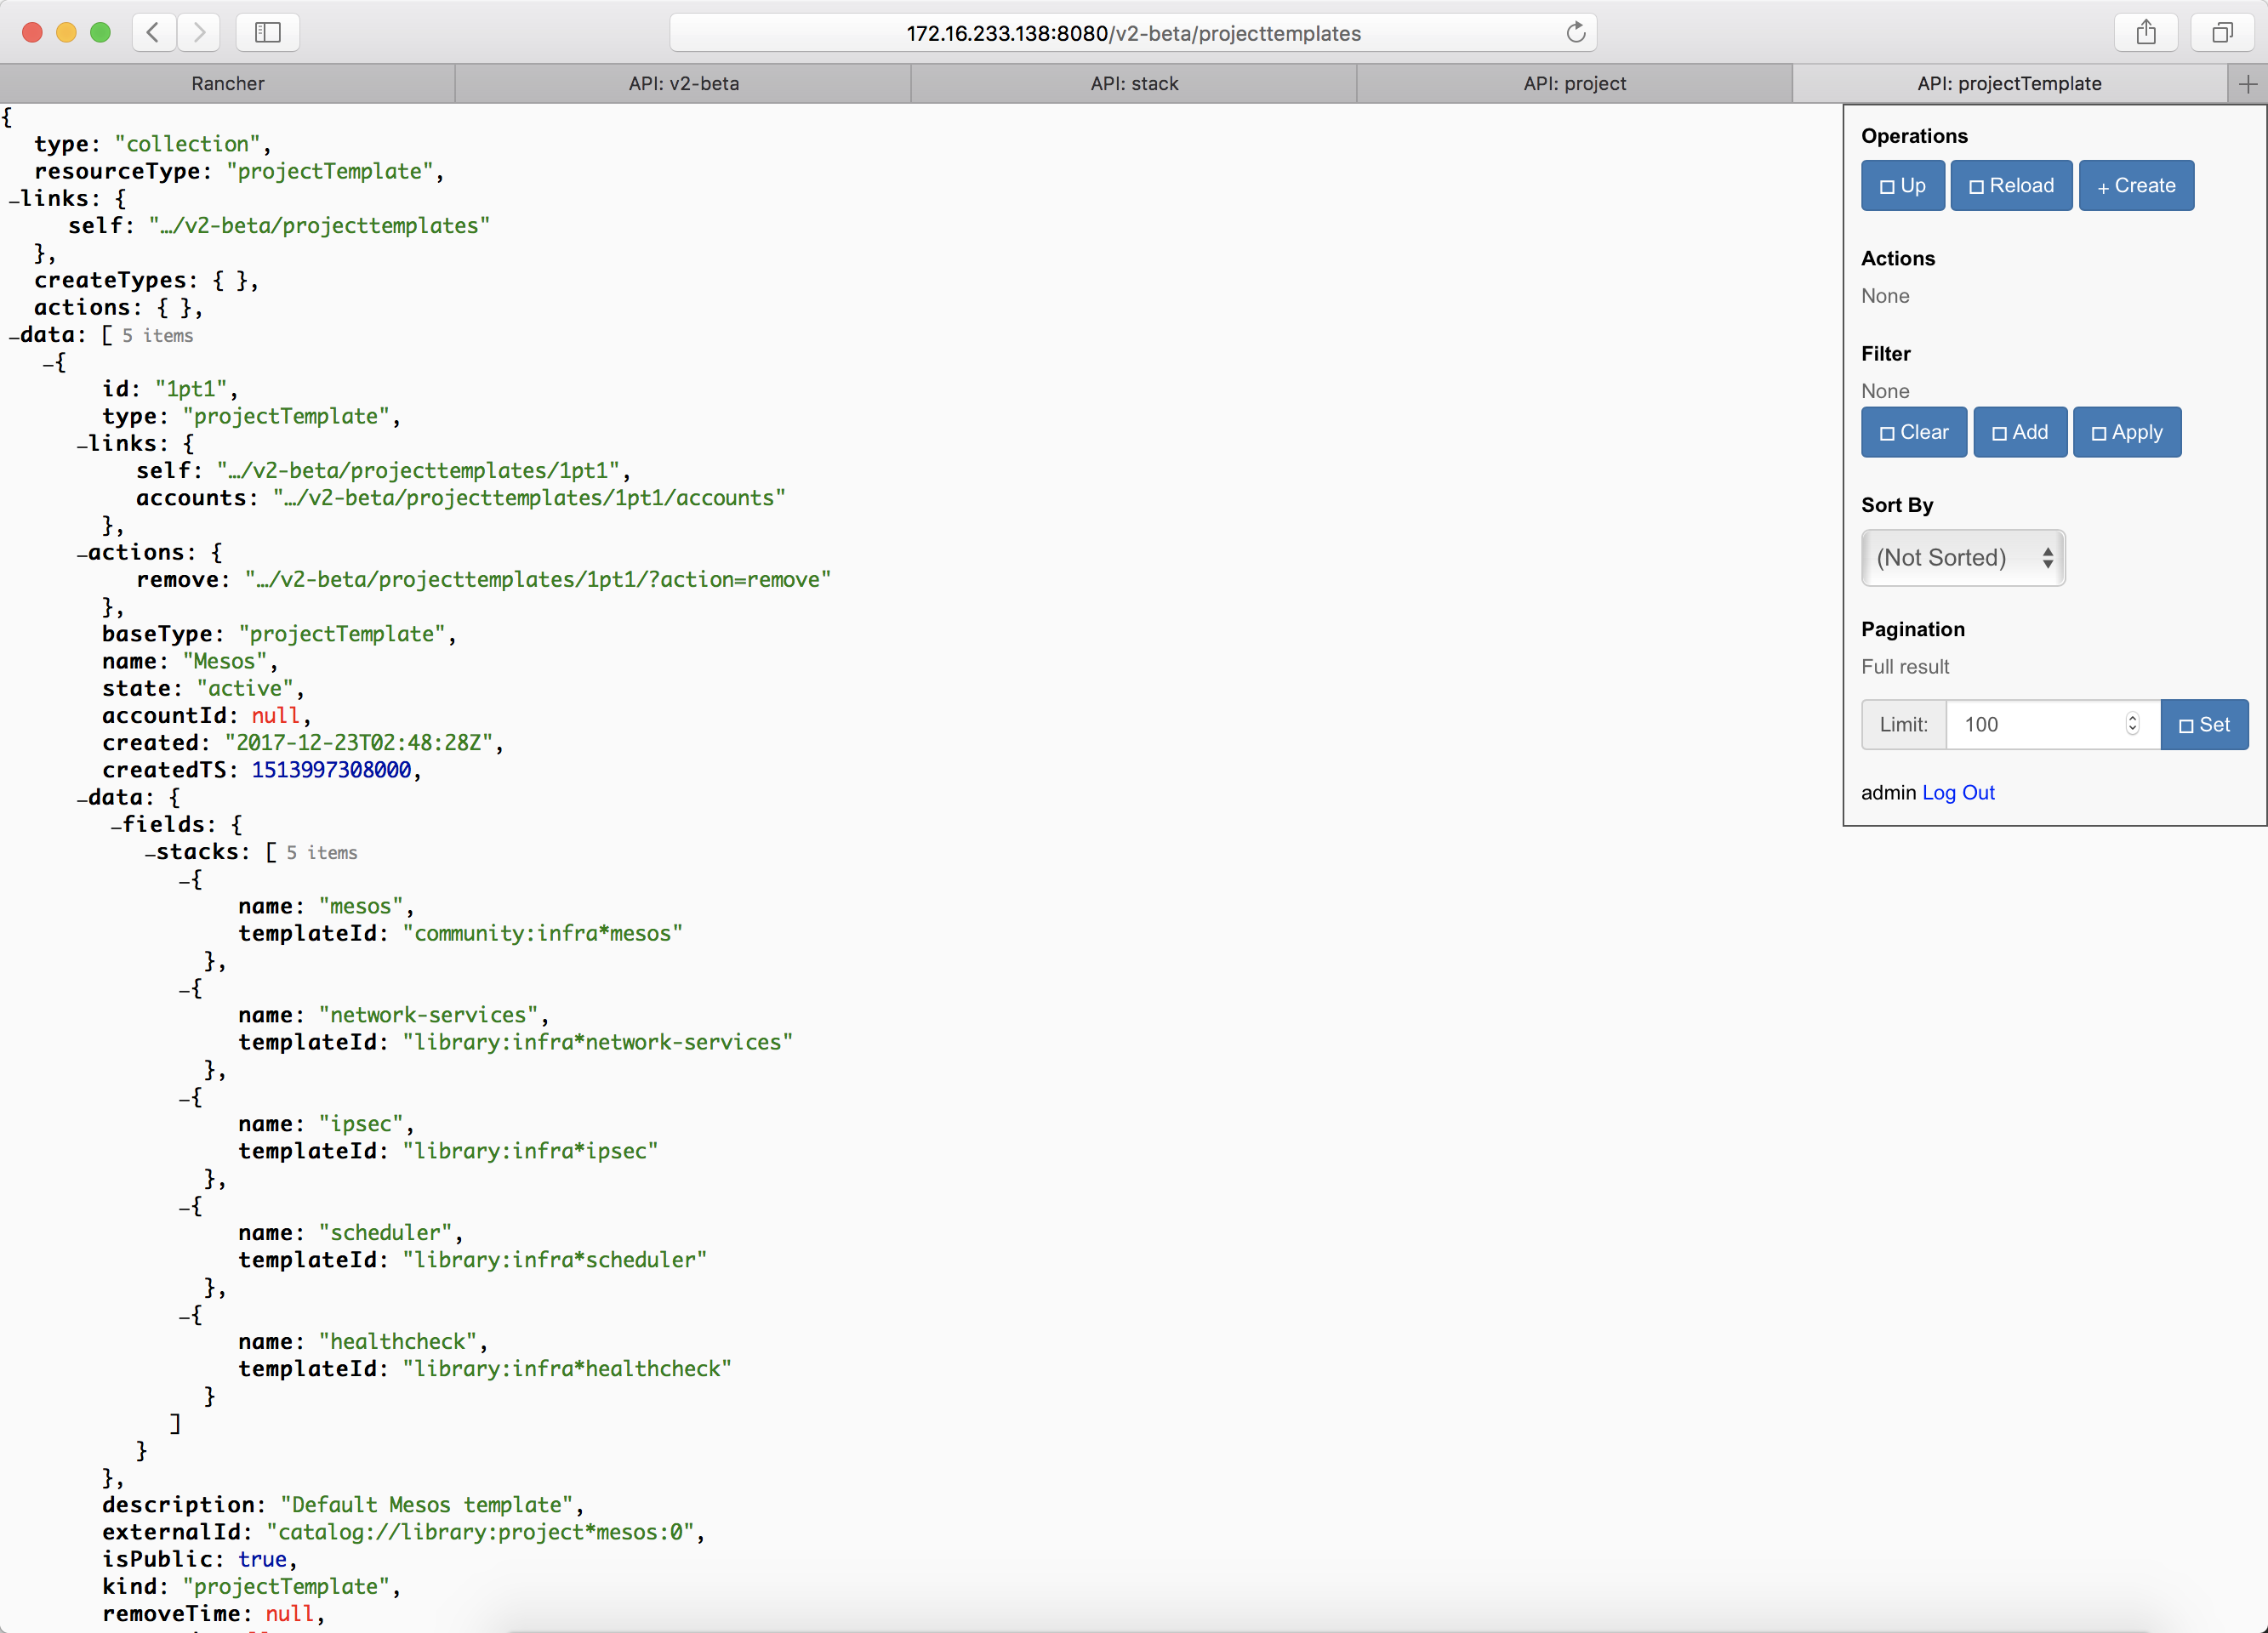 172.16.233.138:8080/v2-beta/projecttemplates
Rancher
API: v2-beta
API: stack
API: project
API: projectTemplate
{
type: "collection",
resourceType: "projectTemplate",
–links: {
self: "…/v2-beta/projecttemplates"
},
createTypes: { },
actions: { },
–data: [ 5 items
–{
id: "1pt1",
type: "projectTemplate",
–links: {
self: "…/v2-beta/projecttemplates/1pt1",
accounts: "…/v2-beta/projecttemplates/1pt1/accounts"
},
–actions: {
remove: "…/v2-beta/projecttemplates/1pt1/?action=remove"
},
baseType: "projectTemplate",
name: "Mesos",
state: "active",
accountId: null,
created: "2017-12-23T02:48:28Z",
createdTS: 1513997308000,
–data: {
–fields: {
–stacks: [ 5 items
–{
name: "mesos",
templateId: "community:infra*mesos"
},
–{
name: "network-services",
templateId: "library:infra*network-services"
},
–{
name: "ipsec",
templateId: "library:infra*ipsec"
},
–{
name: "scheduler",
templateId: "library:infra*scheduler"
},
–{
name: "healthcheck",
templateId: "library:infra*healthcheck"
}
]
}
},
description: "Default Mesos template",
externalId: "catalog://library:project*mesos:0",
isPublic: true,
kind: "projectTemplate",
removeTime: null,
Operations
Up
Reload
+ Create
Actions
None
Filter
None
Clear
Add
Apply
Sort By
(Not Sorted)
Pagination
Full result
Limit:
100
Set
admin Log Out